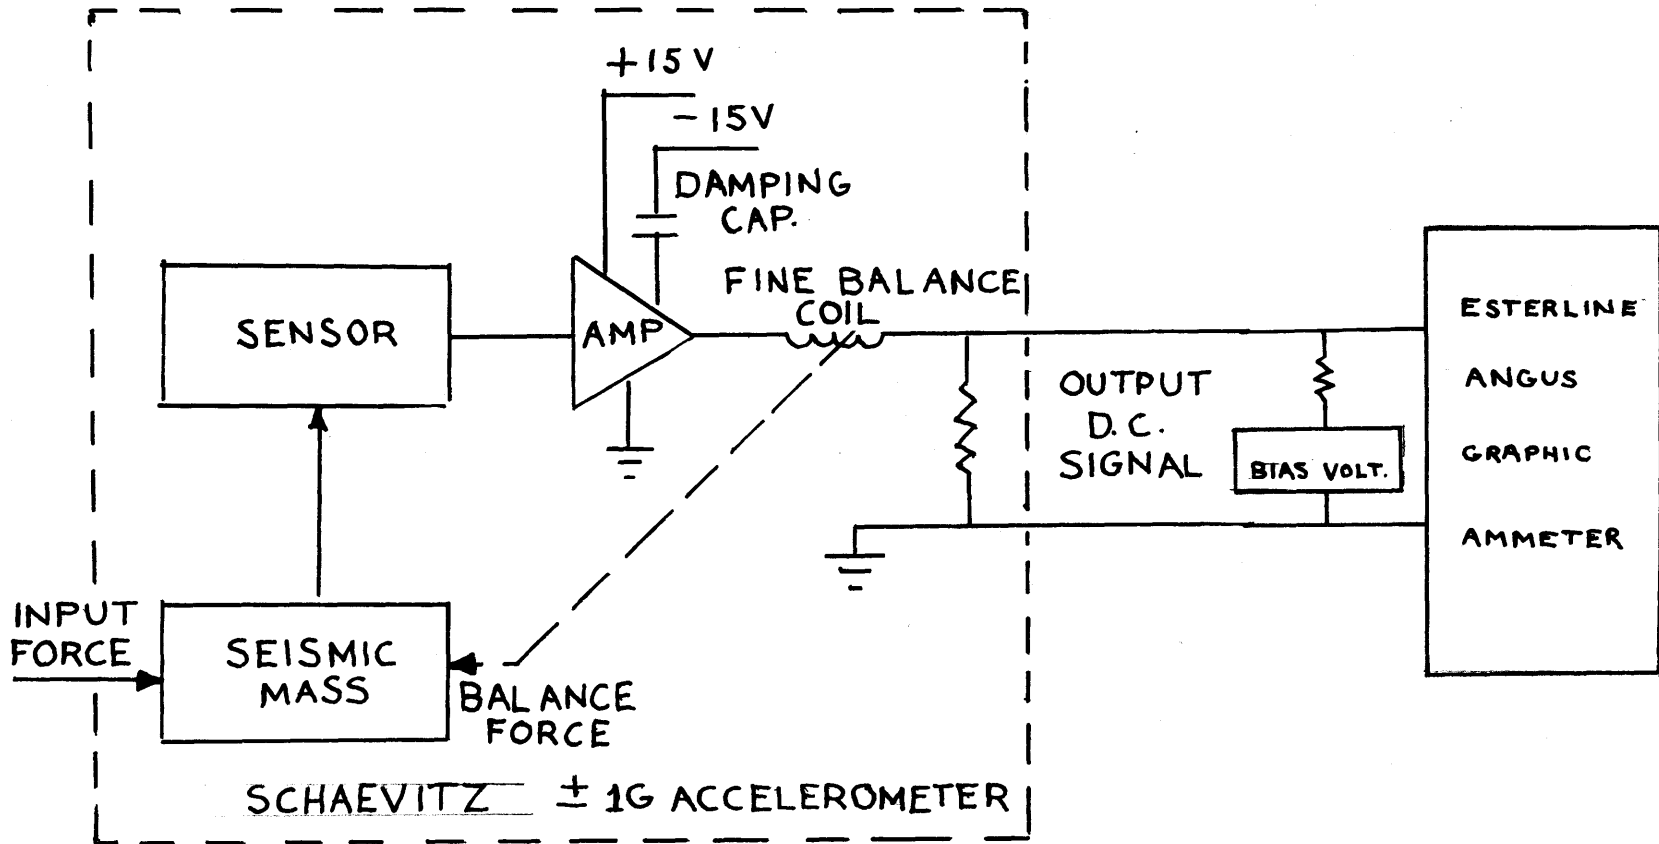 +15V
-15V
DAMPING
CAP.
FINE BALANCE
COIL
SENSOR
AMP
OUTPUT
D.C.
SIGNAL
BIAS VOLT.
ESTERLINE
ANGUS
GRAPHIC
AMMETER
INPUT
FORCE
SEISMIC
MASS
BALANCE
FORCE
SCHAEVITZ ± 1G ACCELEROMETER